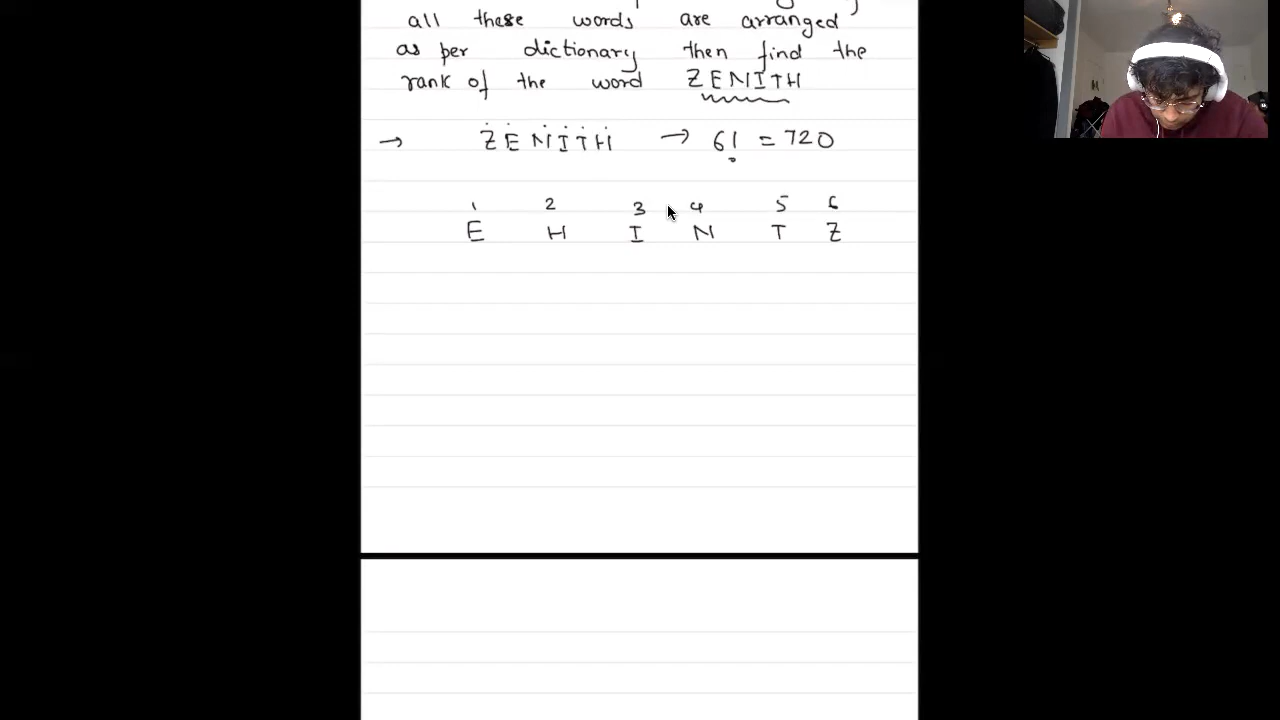 all these words are arranged
as per dictionary then find the
rank of the word ZENITH
→ ZENITH → 6! = 720
1 2 3 4 5 6
E H I N T Z